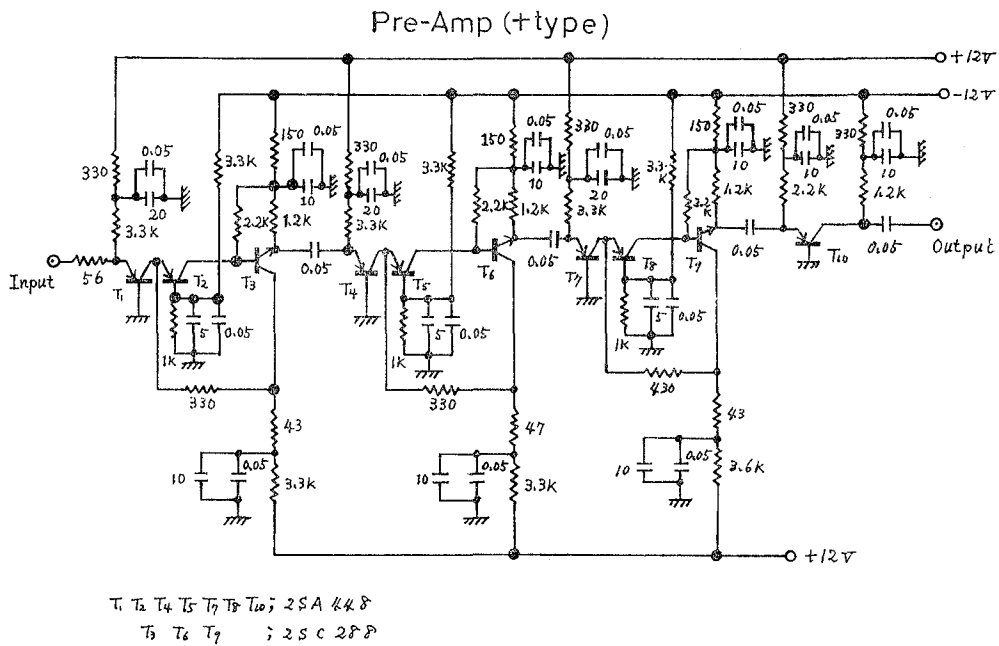 Pre-Amp (+type)
+12V
-12V
330
0.05
20
3.3K
3.3K
150
0.05
10
2.2K
1.2K
330
0.05
20
3.3K
3.3K
150
0.05
10
2.2K
1.2K
330
0.05
20
3.3K
3.3K
150
0.05
10
2.2K
1.2K
330
0.05
10
2.2K
330
0.05
10
1.2K
Input
56
T1
T2
T3
0.05
T4
T5
T6
0.05
T7
T8
T9
0.05
T10
0.05
Output
1K
5
0.05
1K
5
0.05
1K
5
0.05
330
330
430
43
47
43
10
0.05
3.3K
10
0.05
3.3K
10
0.05
3.6K
+12V
T1 T2 T4 T5 T7 T8 T10; 2SA 448
T3 T6 T9 ; 2SC 288